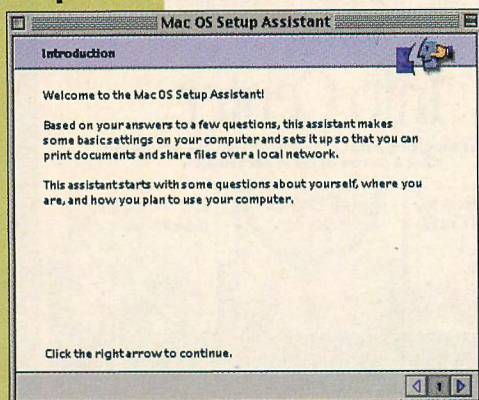 Mac OS Setup Assistant
Introduction
Welcome to the Mac OS Setup Assistant!
Based on your answers to a few questions, this assistant makes
some basic settings on your computer and sets it up so that you can
print documents and share files over a local network.
This assistant starts with some questions about yourself, where you
are, and how you plan to use your computer.
Click the right arrow to continue.
1